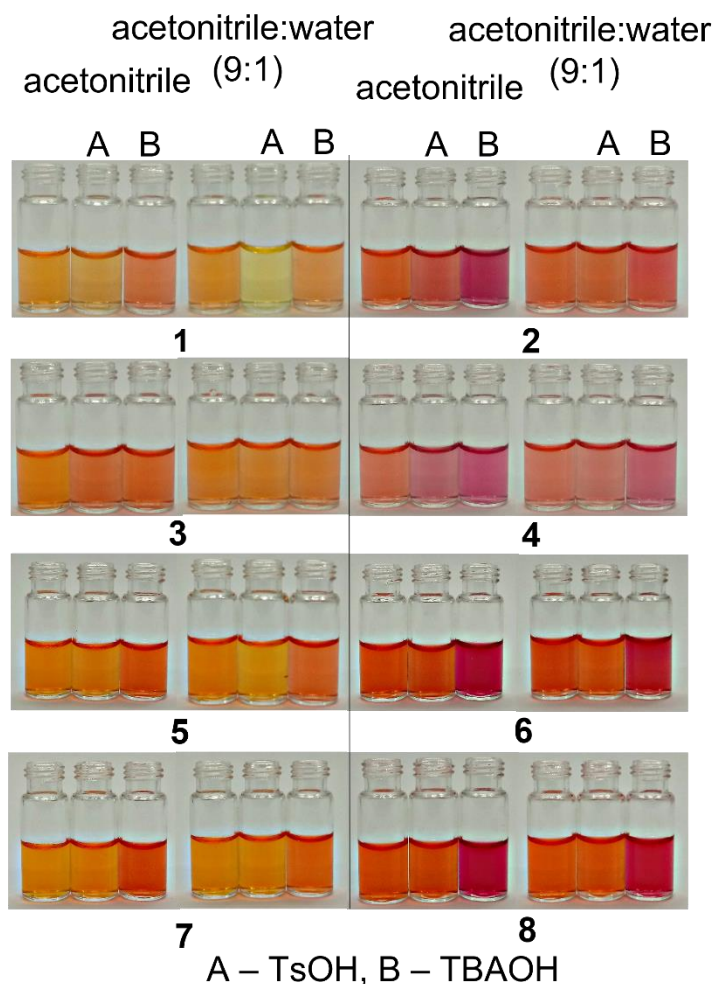 acetonitrile:water acetonitrile:water
acetonitrile (9:1) acetonitrile (9:1)
A B A B A B A B
1 2
3 4
5 6
7 8
A – TsOH, B – TBAOH